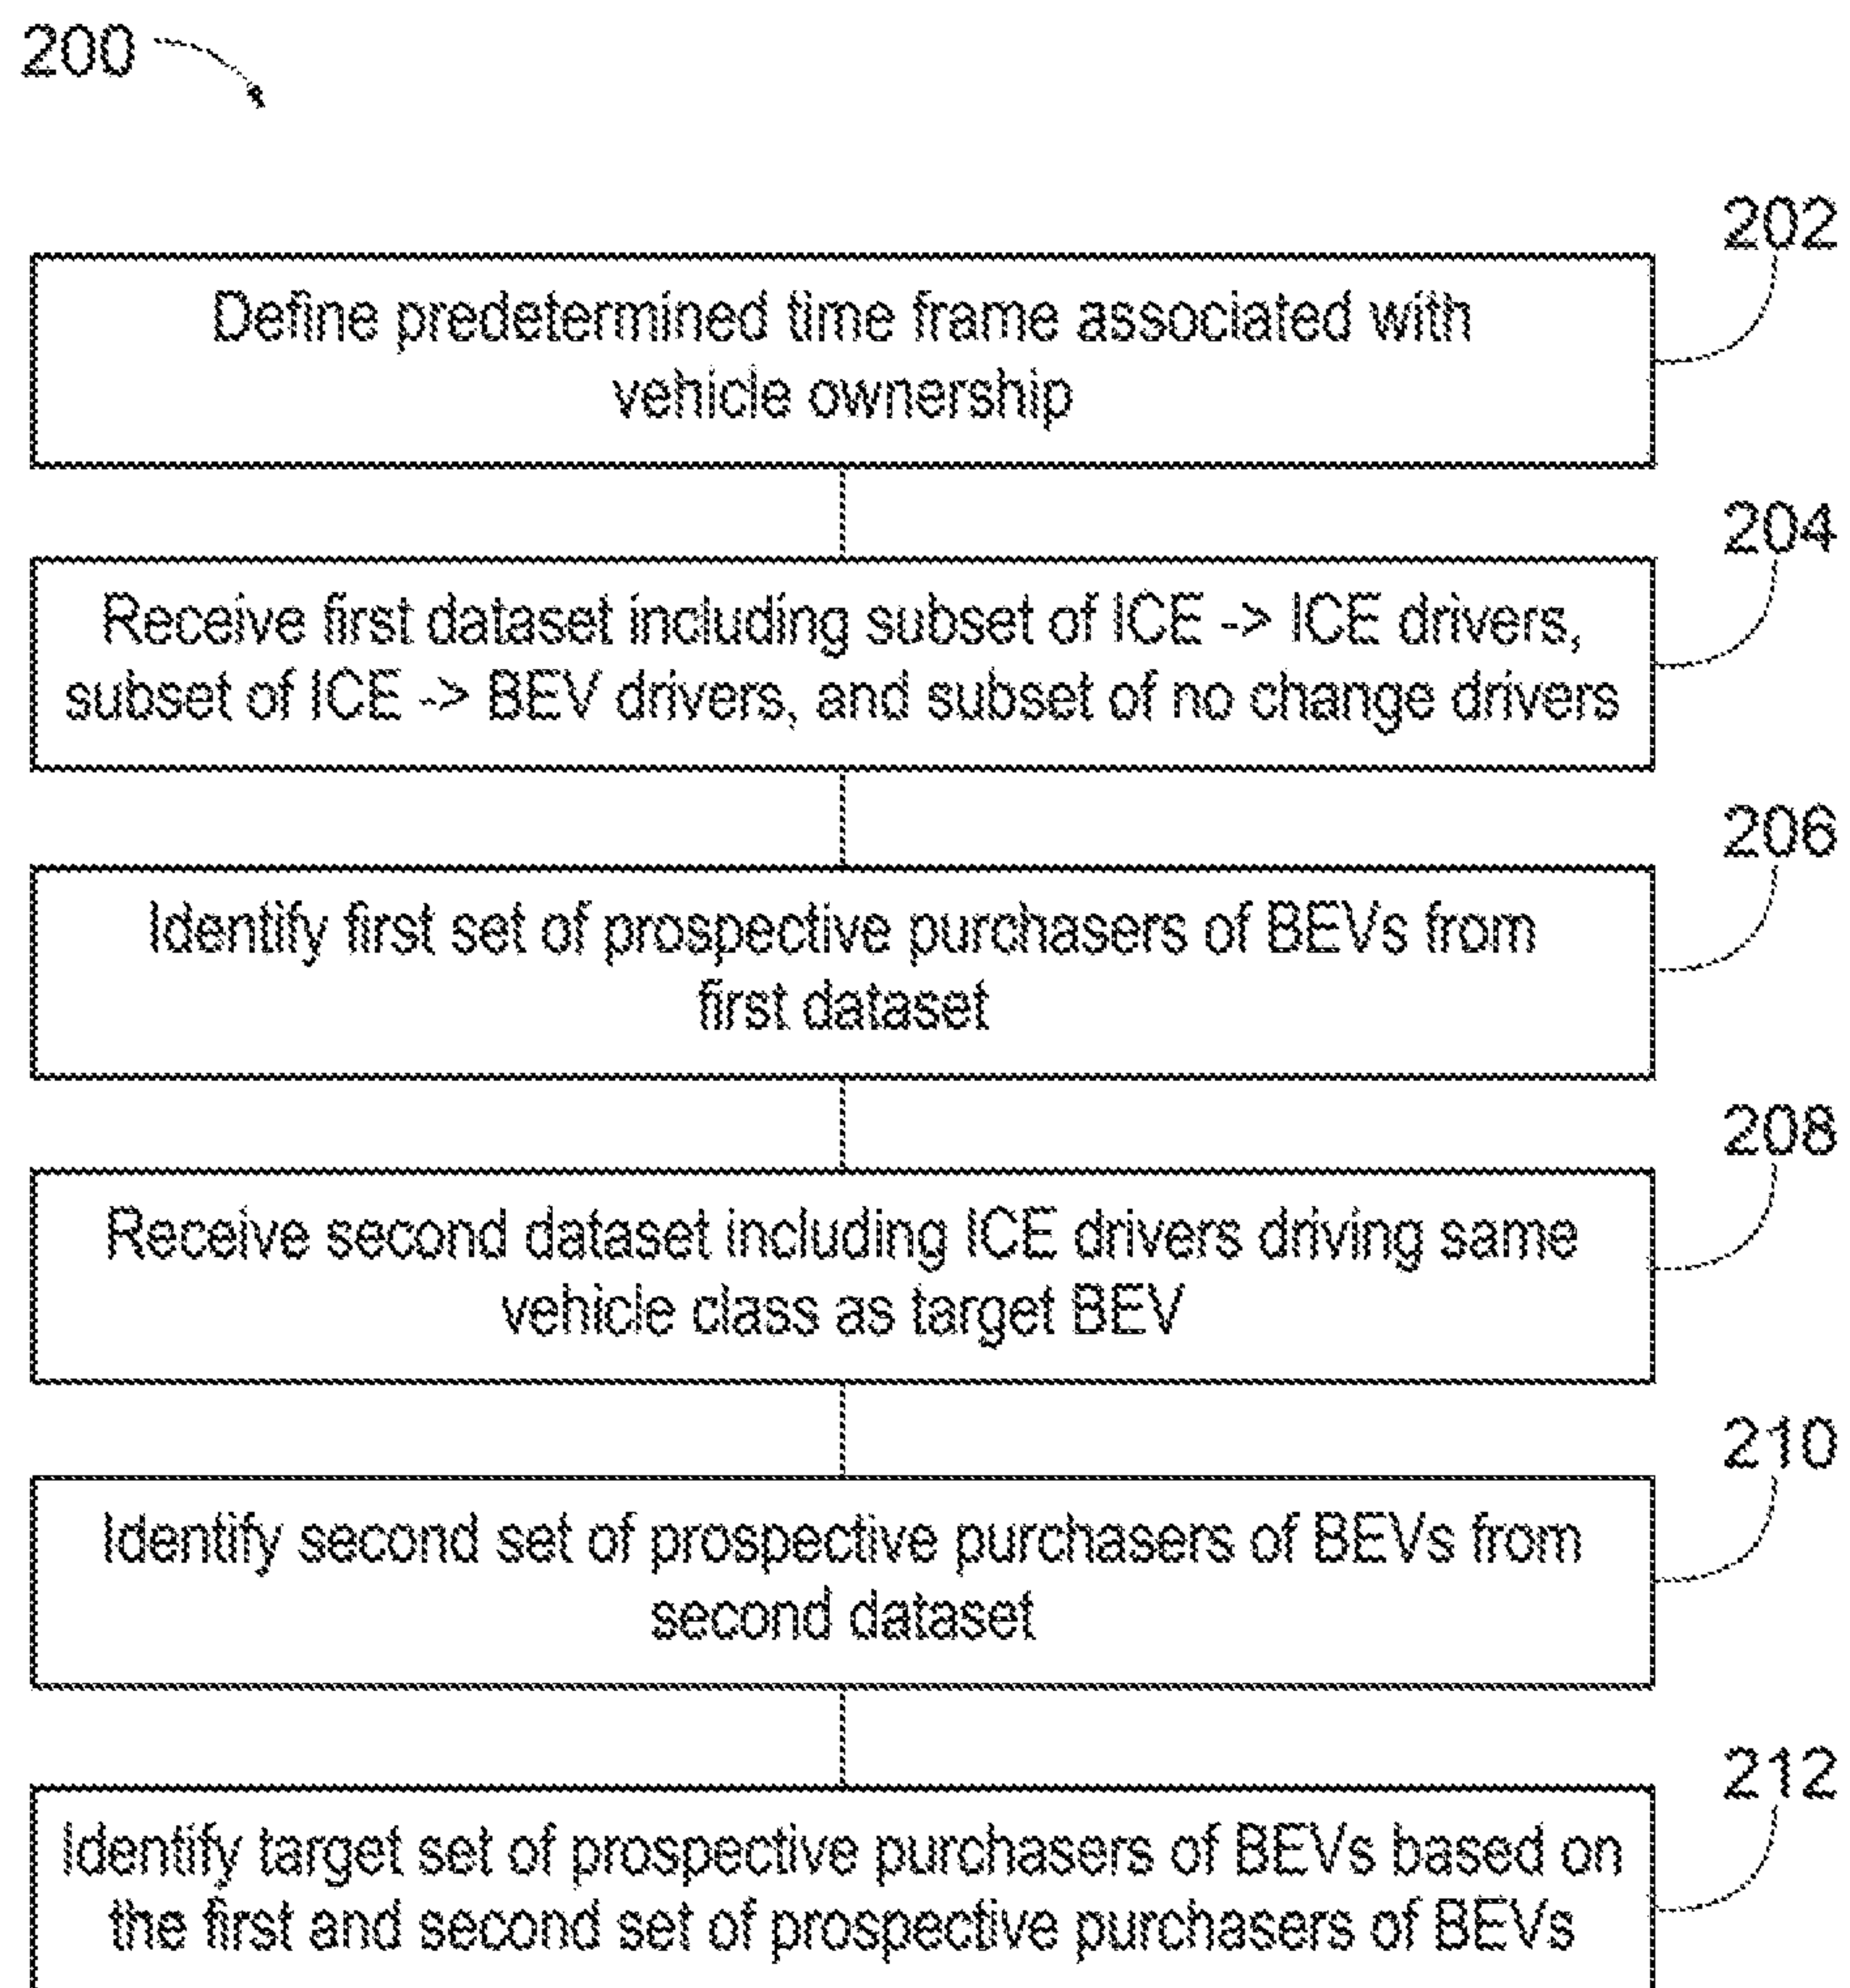 200
202
Define predetermined time frame associated with
vehicle ownership
204
Receive first dataset including subset of ICE -> ICE drivers,
subset of ICE -> BEV drivers, and subset of no change drivers
206
Identify first set of prospective purchasers of BEVs from
first dataset
208
Receive second dataset including ICE drivers driving same
vehicle class as target BEV
210
Identify second set of prospective purchasers of BEVs from
second dataset
212
Identify target set of prospective purchasers of BEVs based on
the first and second set of prospective purchasers of BEVs